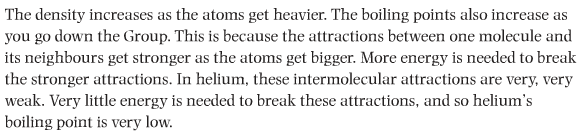 The density increases as the atoms get heavier. The boiling points also increase as
you go down the Group. This is because the attractions between one molecule and
its neighbours get stronger as the atoms get bigger. More energy is needed to break
the stronger attractions. In helium, these intermolecular attractions are very, very
weak. Very little energy is needed to break these attractions, and so helium's
boiling point is very low.